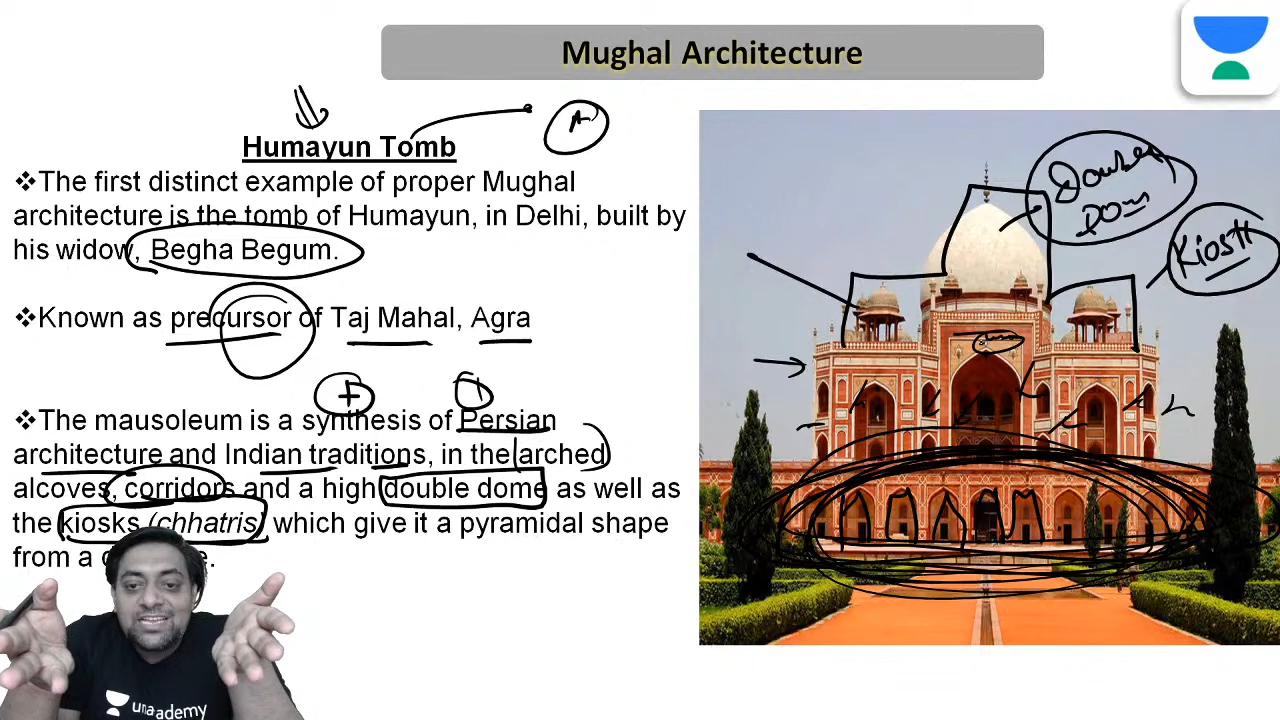 Mughal Architecture
Humayun Tomb
❖The first distinct example of proper Mughal
architecture is the tomb of Humayun, in Delhi, built by
his widow, Begha Begum.
❖Known as precursor of Taj Mahal, Agra
❖The mausoleum is a synthesis of Persian
architecture and Indian traditions, in the arched
alcoves, corridors and a high double dome as well as
the kiosks (chhatris) which give it a pyramidal shape
from a
Double
Dom
Kiosk
unacademy